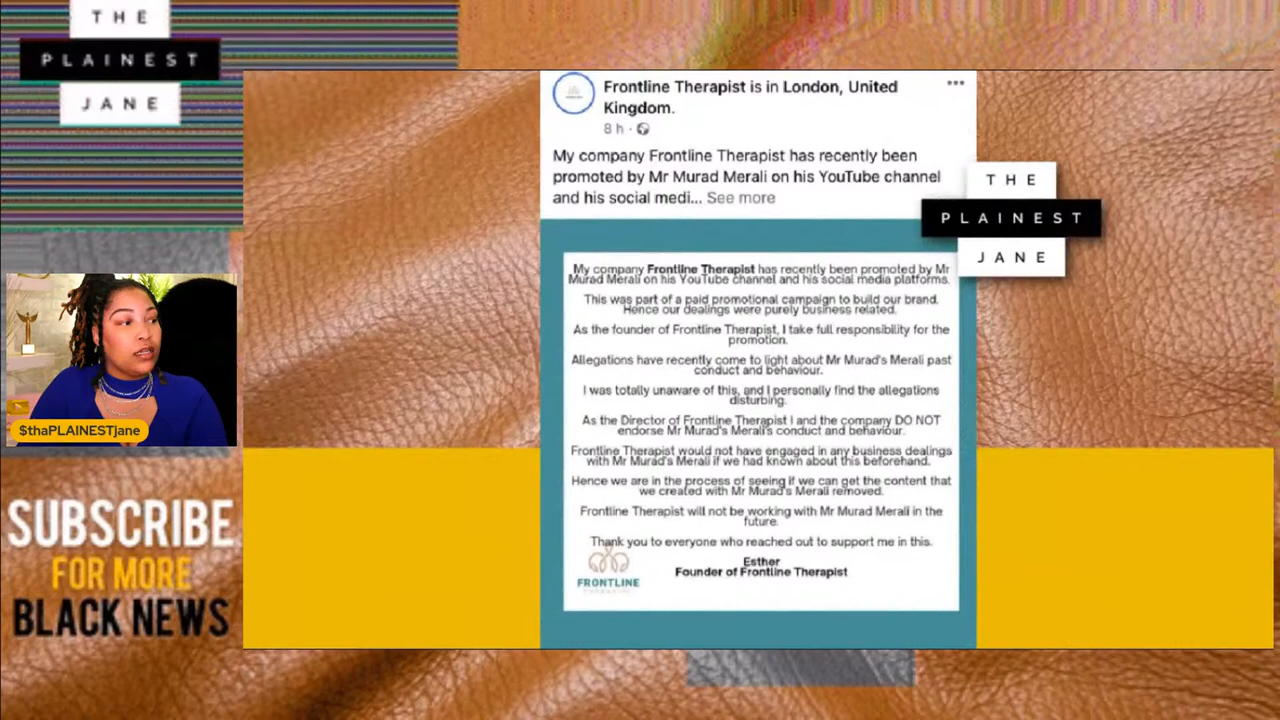 THE
PLAINEST
JANE
Frontline Therapist is in London, United
Kingdom.
8 h
My company Frontline Therapist has recently been
promoted by Mr Murad Merali on his YouTube channel
and his social medi... See more
THE
PLAINEST
JANE
My company Frontline Therapist has recently been promoted by Mr
Murad Merali on his YouTube channel and his social media platforms.
This was part of a paid promotional campaign to build our brand.
Hence our dealings were purely business related.
As the founder of Frontline Therapist, I take full responsibility for the
promotion.
Allegations have recently come to light about Mr Murad's Merali past
conduct and behaviour.
I was totally unaware of this, and I personally find the allegations
disturbing.
As the Director of Frontline Therapist I and the company DO NOT
endorse Mr Murad's Merali's conduct and behaviour.
Frontline Therapist would not have engaged in any business dealings
with Mr Murad's Merali if we had known about this beforehand.
Hence we are in the process of seeing if we can get the content that
we created with Mr Murad's Merali removed.
Frontline Therapist will not be working with Mr Murad Merali in the
future.
Thank you to everyone who reached out to support me in this.
Esther
Founder of Frontline Therapist
FRONTLINE
$thaPLAINESTjane
SUBSCRIBE
FOR MORE
BLACK NEWS